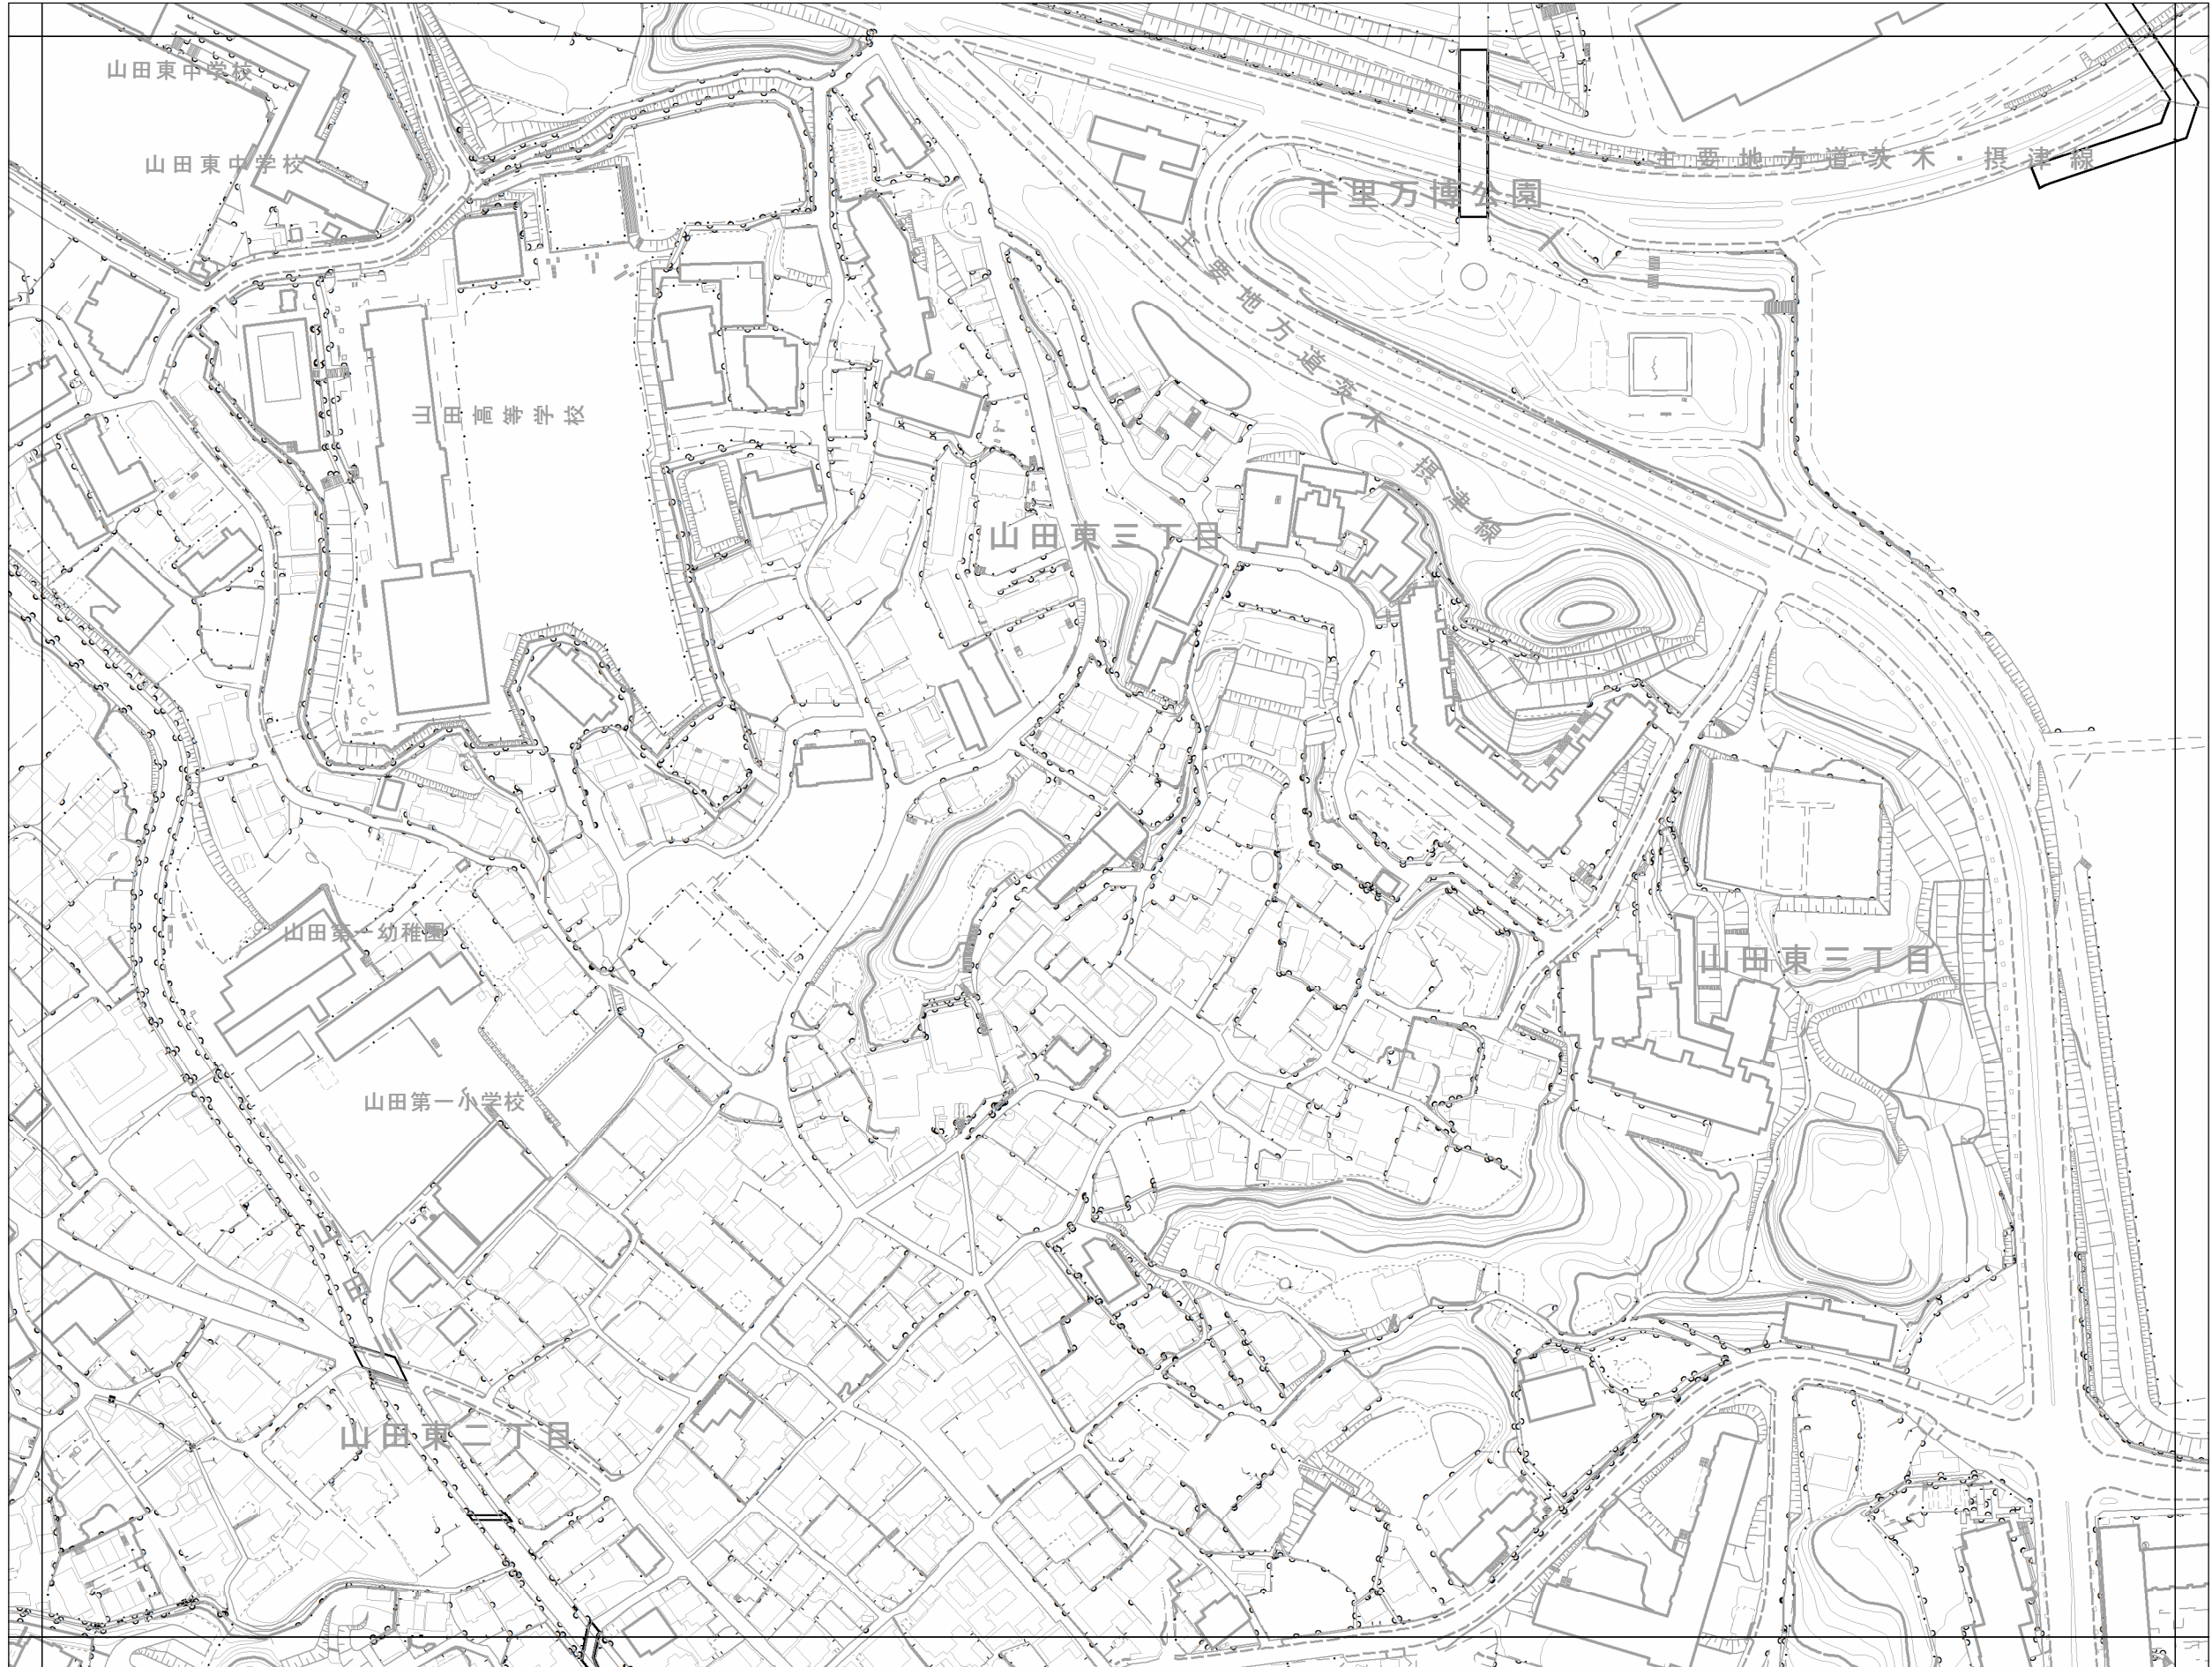 山田東中学校
山田東中学校
主要地方道茨木・摂津線
千里万博公園
主要地方道茨木・摂津線
山田高等学校
山田東三丁目
山田第一幼稚園
山田東三丁目
山田第一小学校
山田東二丁目